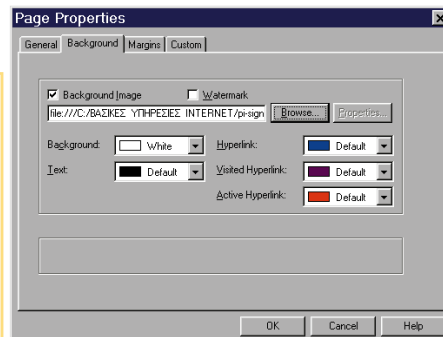 Page Properties
General Background Margins Custom
Background Image Watermark
file:///C:/ΒΑΣΙΚΕΣ ΥΠΗΡΕΣΙΕΣ INTERNET/pi-sign Browse... Properties...
Background: White Hyperlink: Default
Text: Default Visited Hyperlink: Default
Active Hyperlink: Default
OK Cancel Help